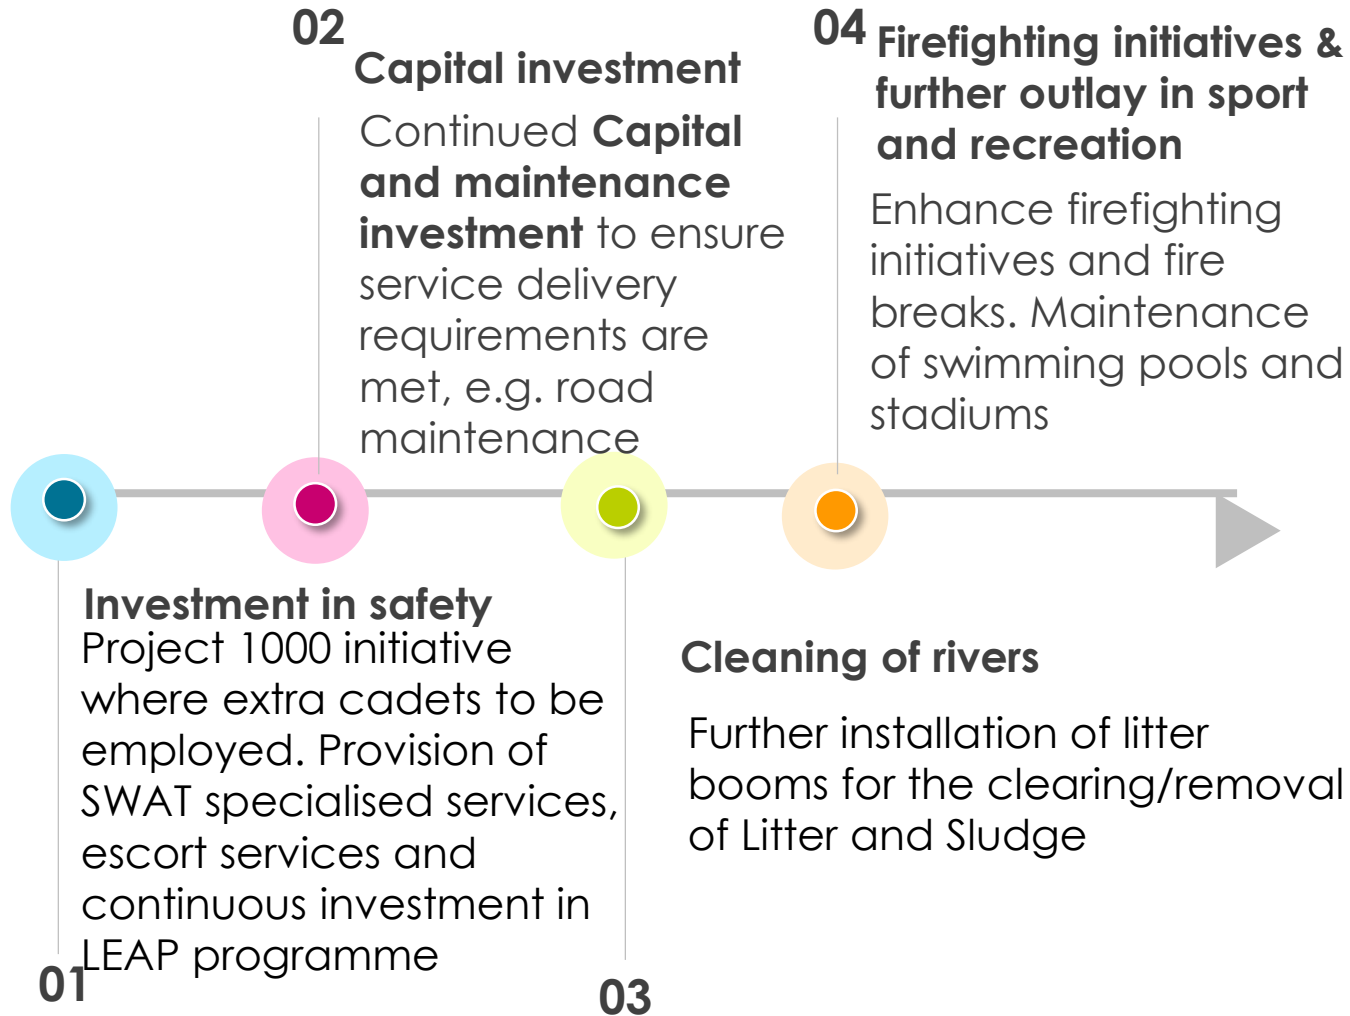 02
Capital investment
Continued Capital
and maintenance
investment to ensure
service delivery
requirements are
met, e.g. road
maintenance
04
Firefighting initiatives &
further outlay in sport
and recreation
Enhance firefighting
initiatives and fire
breaks. Maintenance
of swimming pools and
stadiums
Investment in safety
Project 1000 initiative
where extra cadets to be
employed. Provision of
SWAT specialised services,
escort services and
continuous investment in
LEAP programme
01
Cleaning of rivers
Further installation of litter
booms for the clearing/removal
of Litter and Sludge
03